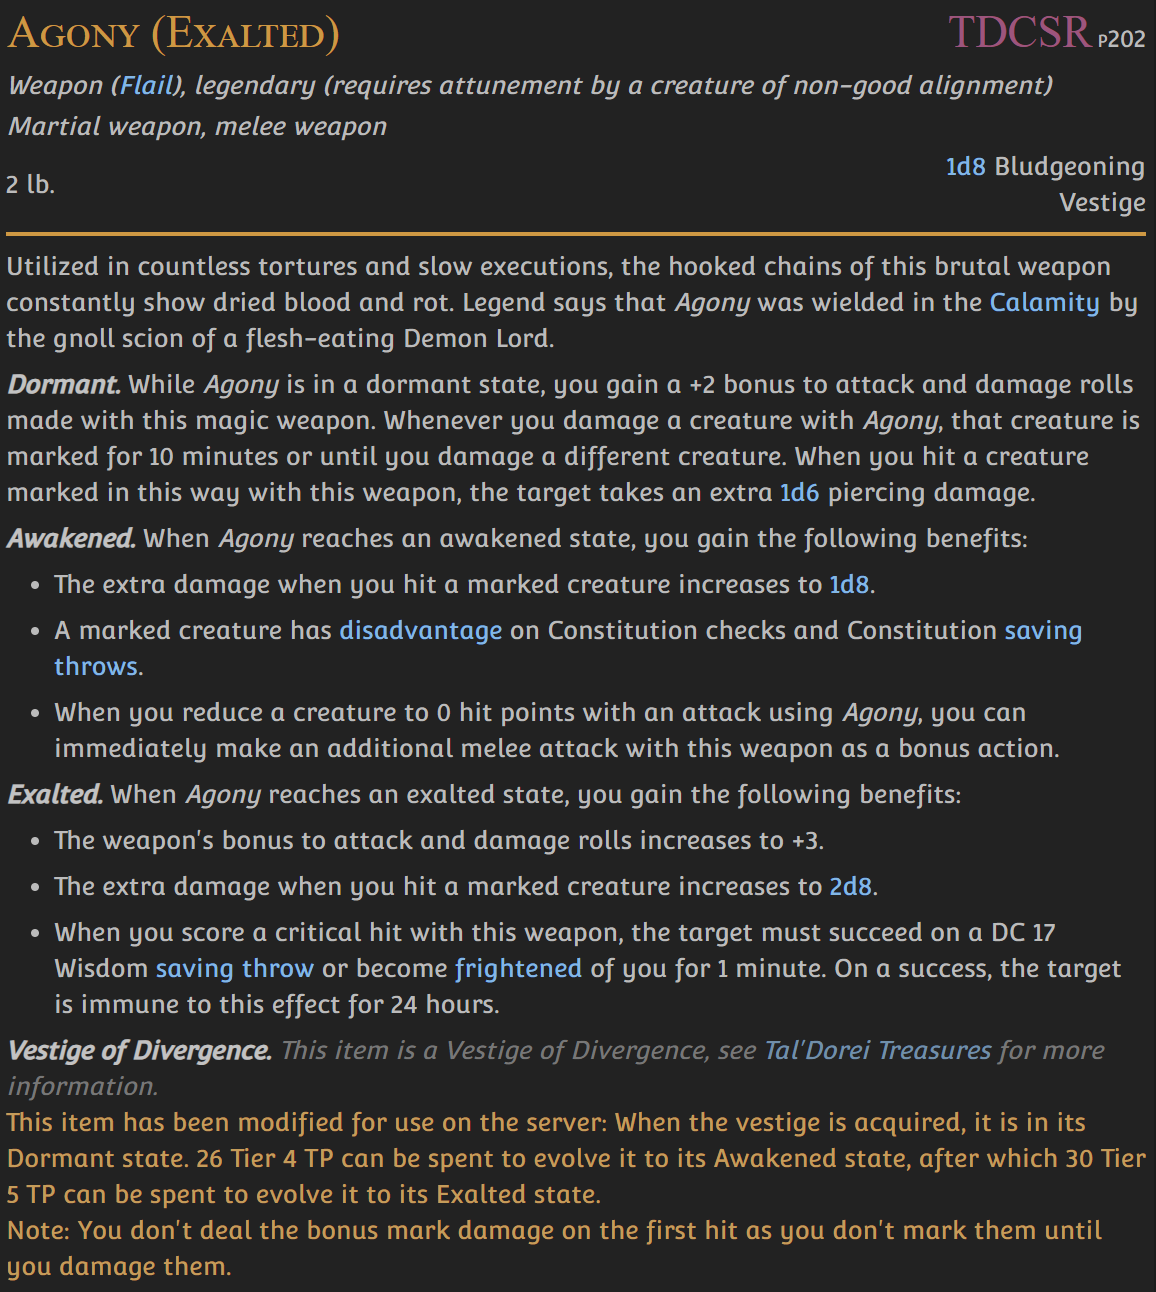 Agony (Exalted) TDCSR P202
Weapon (Flail), legendary (requires attunement by a creature of non-good alignment)
Martial weapon, melee weapon
2 lb.
1d8 Bludgeoning
Vestige
Utilized in countless tortures and slow executions, the hooked chains of this brutal weapon
constantly show dried blood and rot. Legend says that Agony was wielded in the Calamity by
the gnoll scion of a flesh-eating Demon Lord.
Dormant. While Agony is in a dormant state, you gain a +2 bonus to attack and damage rolls
made with this magic weapon. Whenever you damage a creature with Agony, that creature is
marked for 10 minutes or until you damage a different creature. When you hit a creature
marked in this way with this weapon, the target takes an extra 1d6 piercing damage.
Awakened. When Agony reaches an awakened state, you gain the following benefits:
• The extra damage when you hit a marked creature increases to 1d8.
• A marked creature has disadvantage on Constitution checks and Constitution saving
throws.
• When you reduce a creature to 0 hit points with an attack using Agony, you can
immediately make an additional melee attack with this weapon as a bonus action.
Exalted. When Agony reaches an exalted state, you gain the following benefits:
• The weapon's bonus to attack and damage rolls increases to +3.
• The extra damage when you hit a marked creature increases to 2d8.
• When you score a critical hit with this weapon, the target must succeed on a DC 17
Wisdom saving throw or become frightened of you for 1 minute. On a success, the target
is immune to this effect for 24 hours.
Vestige of Divergence. This item is a Vestige of Divergence, see Tal'Dorei Treasures for more
information.
This item has been modified for use on the server: When the vestige is acquired, it is in its
Dormant state. 26 Tier 4 TP can be spent to evolve it to its Awakened state, after which 30 Tier
5 TP can be spent to evolve it to its Exalted state.
Note: You don't deal the bonus mark damage on the first hit as you don't mark them until
you damage them.